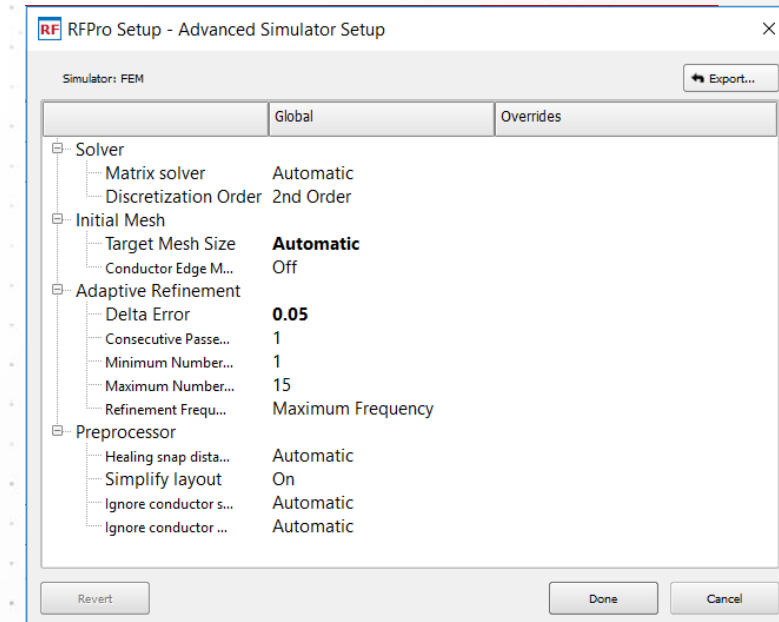 RF RFPro Setup - Advanced Simulator Setup
Simulator: FEM
Export...
Global Overrides
Solver
Matrix solver Automatic
Discretization Order 2nd Order
Initial Mesh
Target Mesh Size Automatic
Conductor Edge M... Off
Adaptive Refinement
Delta Error 0.05
Consecutive Passe... 1
Minimum Number... 1
Maximum Number... 15
Refinement Frequ... Maximum Frequency
Preprocessor
Healing snap dista... Automatic
Simplify layout On
Ignore conductor s... Automatic
Ignore conductor ... Automatic
Revert Done Cancel